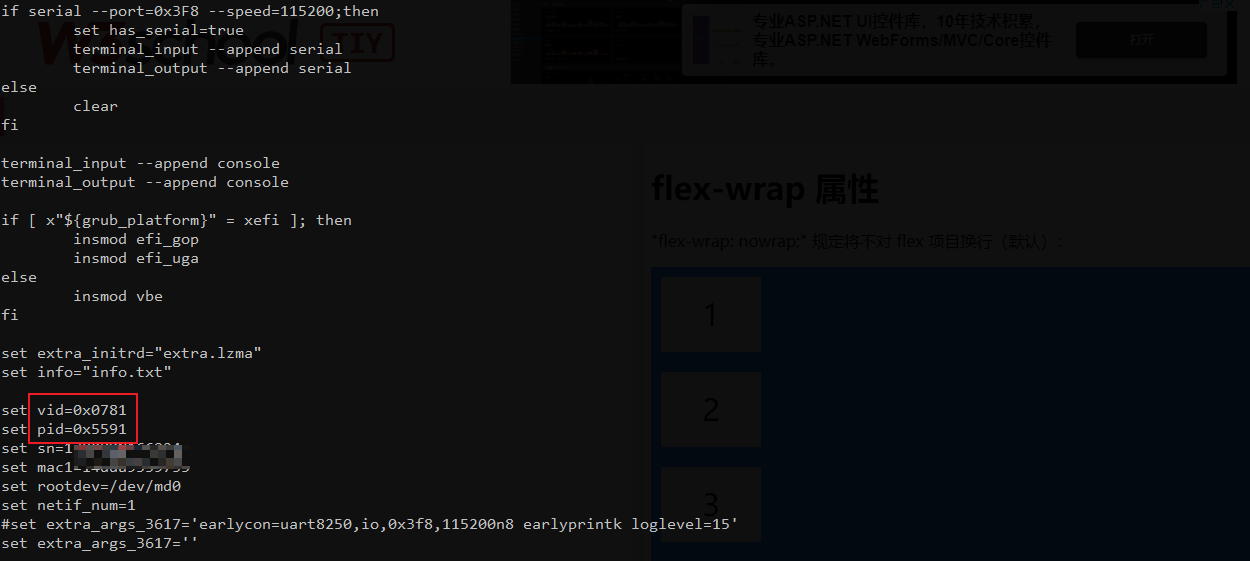 if serial --port=0x3F8 --speed=115200;then
set has_serial=true
terminal_input --append serial
terminal_output --append serial
else
clear
fi
terminal_input --append console
terminal_output --append console
if [ x"${grub_platform}" = xefi ]; then
insmod efi_gop
insmod efi_uga
else
insmod vbe
fi
set extra_initrd="extra.lzma"
set info="info.txt"
set vid=0x0781
set pid=0x5591
set sn=
set mac1=
set rootdev=/dev/md0
set netif_num=1
#set extra_args_3617='earlycon=uart8250,io,0x3f8,115200n8 earlyprintk loglevel=15'
set extra_args_3617=''
W3school TIY
专业ASP.NET UI控件库，10年技术积累，
专业ASP.NET WebForms/MVC/Core控件
库。
打开
flex-wrap 属性
"flex-wrap: nowrap;" 规定将不对 flex 项目换行（默认）：
1
2
3